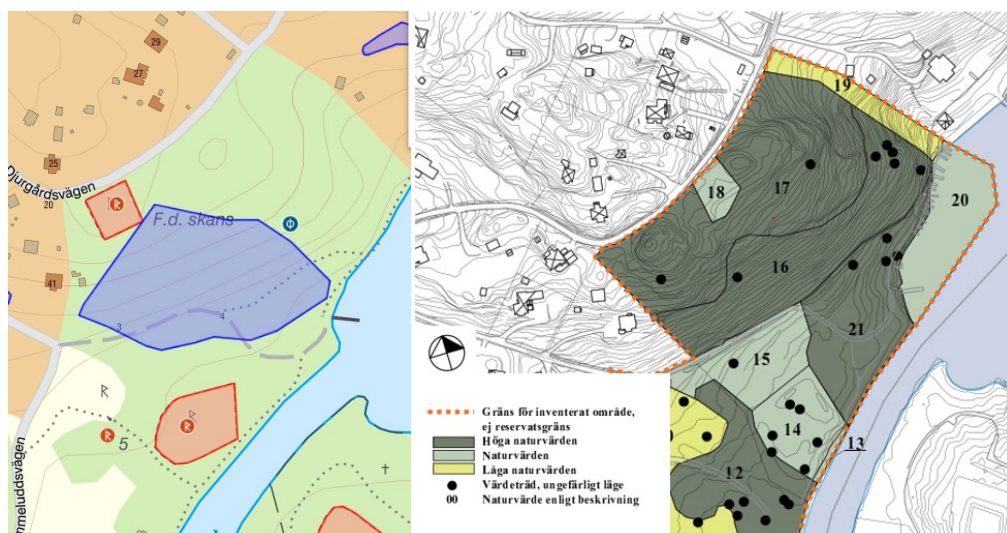 29
27
25
Djurgårdsvägen
20
F.d. skans
41
3
4
R
5
mmeluddsvägen
19
18
17
20
16
21
15
14
13
12
Gräns för inventerat område,
ej reservatsgräns
Höga naturvärden
Naturvärden
Låga naturvärden
Värdeträd, ungefärligt läge
00 Naturvärde enligt beskrivning